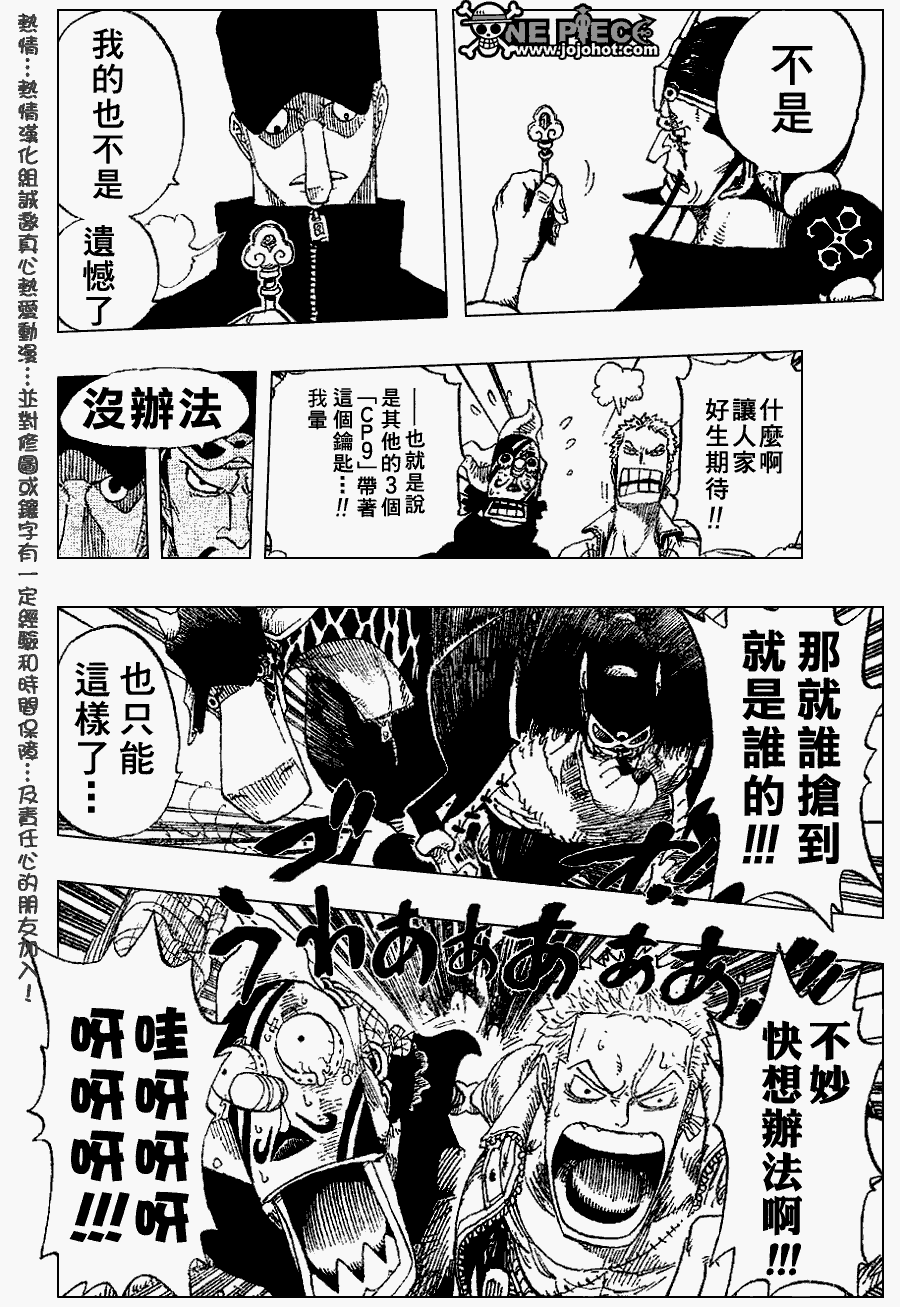 熱情…熱情漢化組誠邀真心熱愛動漫…並對修圖或鑲字有一定經驗和時間保障…及責任心的朋友加入!
ONE PIECE
www.jojohot.com
不是
我的也不是
遺憾了
什麼啊
讓人家
好生期待!!
——也就是說
是其他的3個
「CP9」帶著
這個鑰匙…!!
我暈
沒辦法
那就誰搶到
就是誰的!!!
也只能
這樣了…
うわああああああ
不妙
快想辦法啊!!!
哇呀呀呀
呀呀呀呀!!!